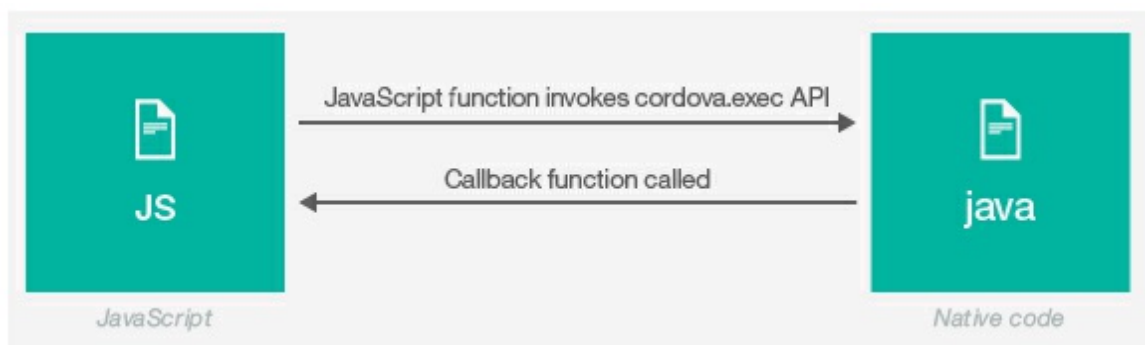 JavaScript function invokes cordova.exec API
Callback function called
JS
java
JavaScript
Native code